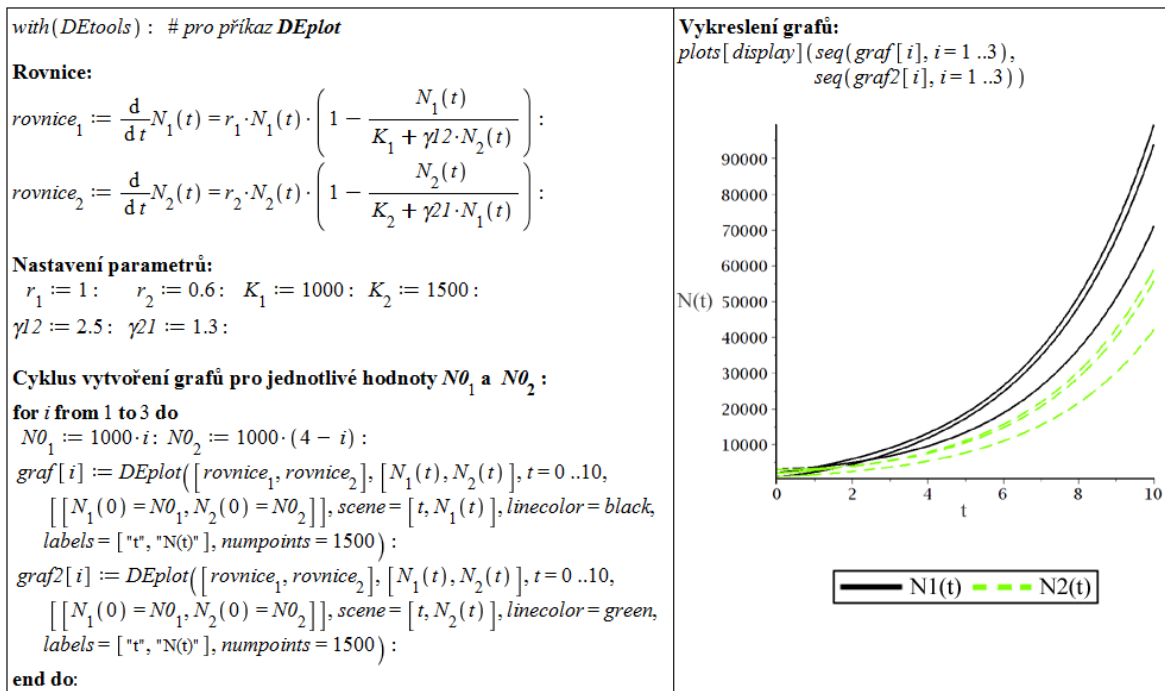 with(DEtools) : # pro příkaz DEplot
Rovnice:
rovnice₁ := d/dt N₁(t) = r₁·N₁(t)·(1 − N₁(t)/(K₁ + γ12·N₂(t))) :
rovnice₂ := d/dt N₂(t) = r₂·N₂(t)·(1 − N₂(t)/(K₂ + γ21·N₁(t))) :
Nastavení parametrů:
r₁ := 1 : r₂ := 0.6 : K₁ := 1000 : K₂ := 1500 :
γ12 := 2.5 : γ21 := 1.3 :
Cyklus vytvoření grafů pro jednotlivé hodnoty N0₁ a N0₂ :
for i from 1 to 3 do
N0₁ := 1000·i : N0₂ := 1000·(4 − i) :
graf[i] := DEplot([rovnice₁, rovnice₂], [N₁(t), N₂(t)], t = 0 ..10,
[[N₁(0) = N0₁, N₂(0) = N0₂]], scene = [t, N₁(t)], linecolor = black,
labels = ["t", "N(t)"], numpoints = 1500) :
graf2[i] := DEplot([rovnice₁, rovnice₂], [N₁(t), N₂(t)], t = 0 ..10,
[[N₁(0) = N0₁, N₂(0) = N0₂]], scene = [t, N₂(t)], linecolor = green,
labels = ["t", "N(t)"], numpoints = 1500) :
end do:
Vykreslení grafů:
plots[display](seq(graf[i], i = 1 ..3),
seq(graf2[i], i = 1 ..3))
90000
80000
70000
60000
N(t) 50000
40000
30000
20000
10000
0 2 4 6 8 10
t
N1(t) N2(t)